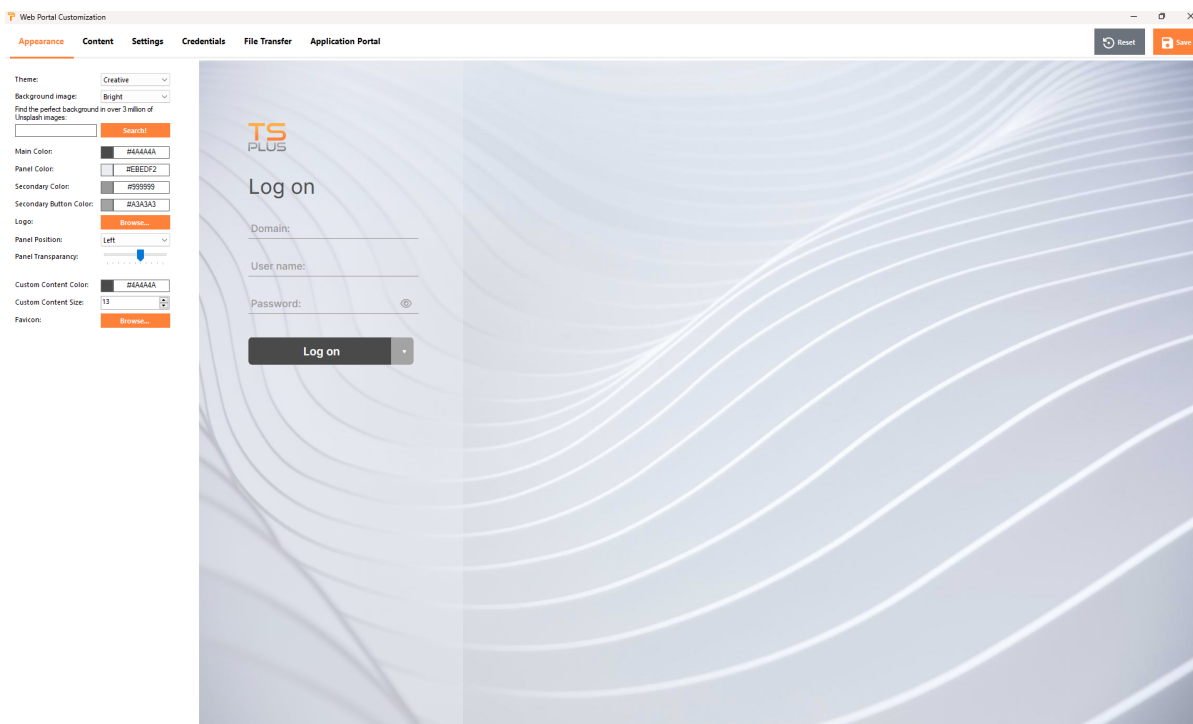 Web Portal Customization
Appearance Content Settings Credentials File Transfer Application Portal Reset Save
Theme: Creative
Background image: Bright
Find the perfect background in over 3 million of
Unsplash images:
Search!
Main Color: #4A4A4A
Panel Color: #EBEDF2
Secondary Color: #999999
Secondary Button Color: #A3A3A3
Logo: Browse...
Panel Position: Left
Panel Transparancy:
Custom Content Color: #4A4A4A
Custom Content Size: 13
Favicon: Browse...
TS
PLUS
Log on
Domain:
User name:
Password:
Log on